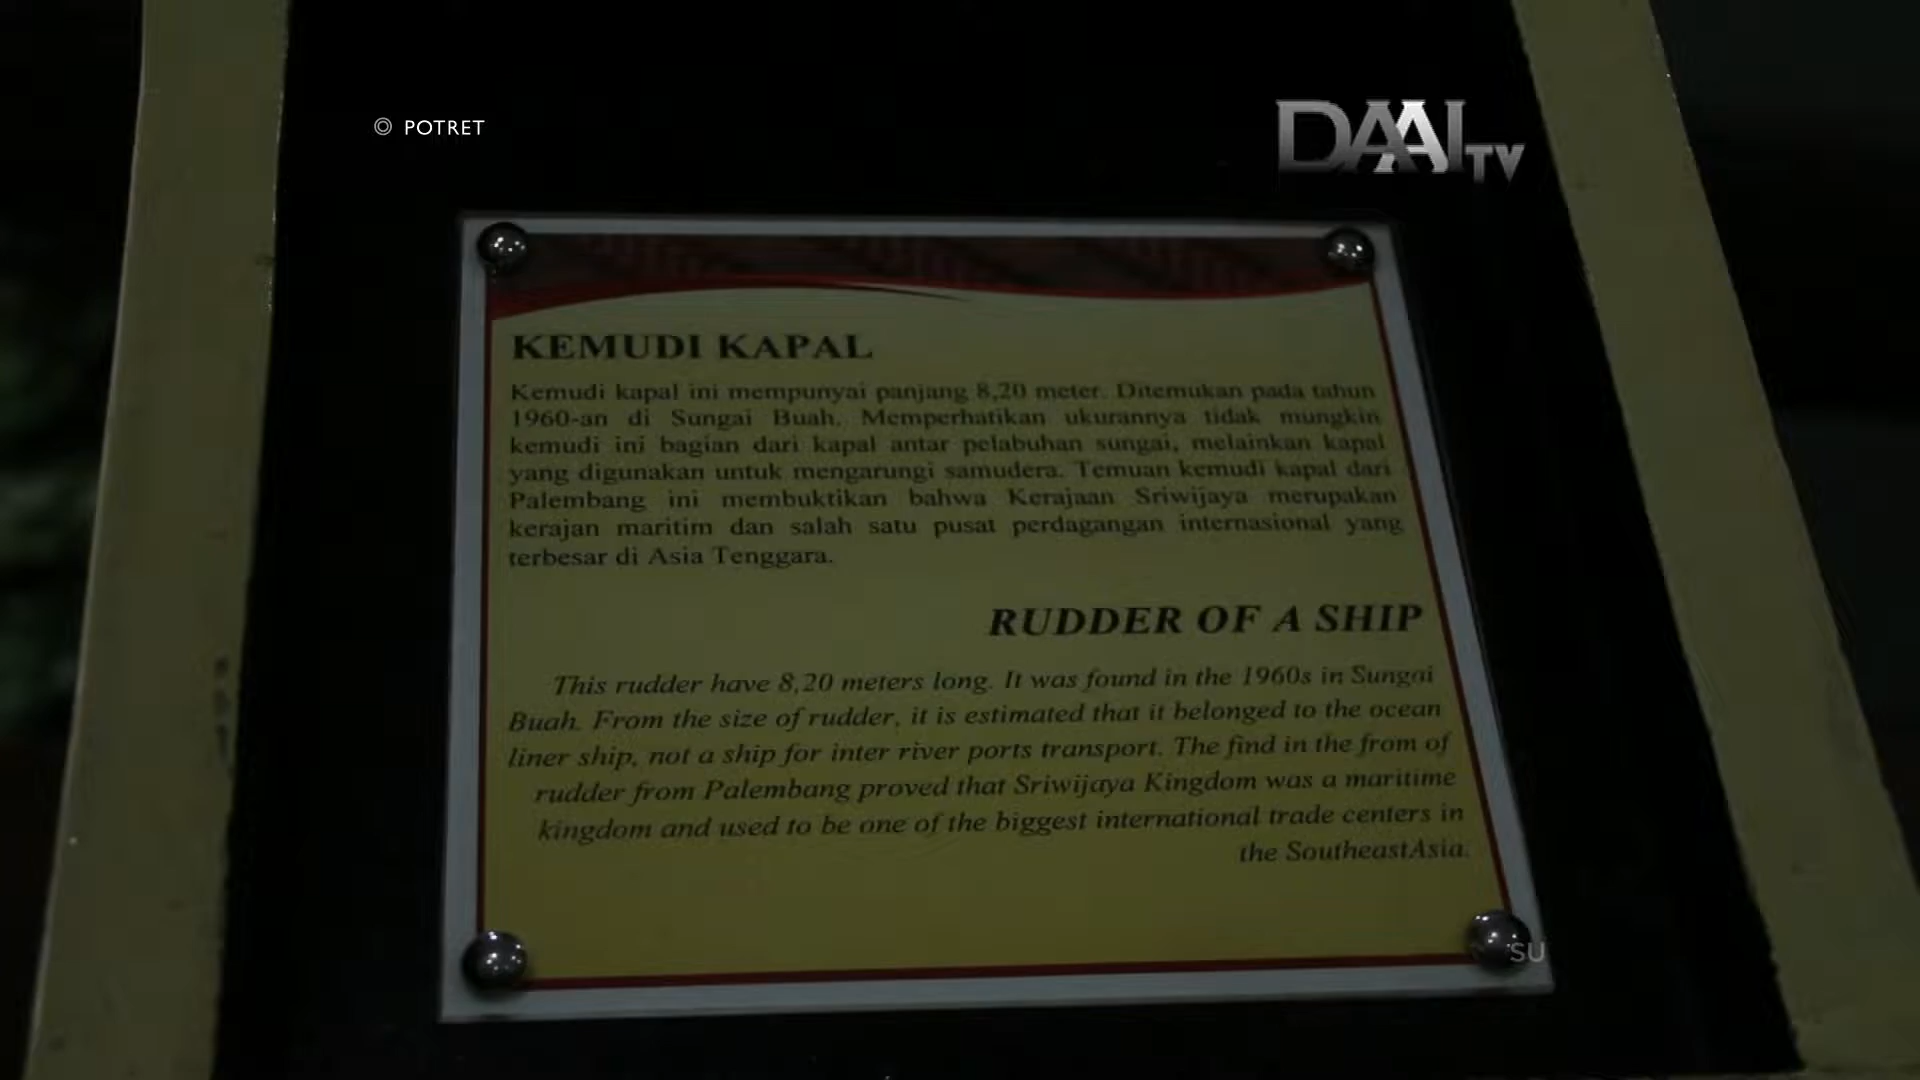 POTRET
DAAI TV
KEMUDI KAPAL
Kemudi kapal ini mempunyai panjang 8,20 meter. Ditemukan pada tahun
1960-an di Sungai Buah. Memperhatikan ukurannya tidak mungkin
kemudi ini bagian dari kapal antar pelabuhan sungai, melainkan kapal
yang digunakan untuk mengarungi samudera. Temuan kemudi kapal dari
Palembang ini membuktikan bahwa Kerajaan Sriwijaya merupakan
kerajan maritim dan salah satu pusat perdagangan internasional yang
terbesar di Asia Tenggara.
RUDDER OF A SHIP
This rudder have 8,20 meters long. It was found in the 1960s in Sungai
Buah. From the size of rudder, it is estimated that it belonged to the ocean
liner ship, not a ship for inter river ports transport. The find in the from of
rudder from Palembang proved that Sriwijaya Kingdom was a maritime
kingdom and used to be one of the biggest international trade centers in
the SoutheastAsia.
SU